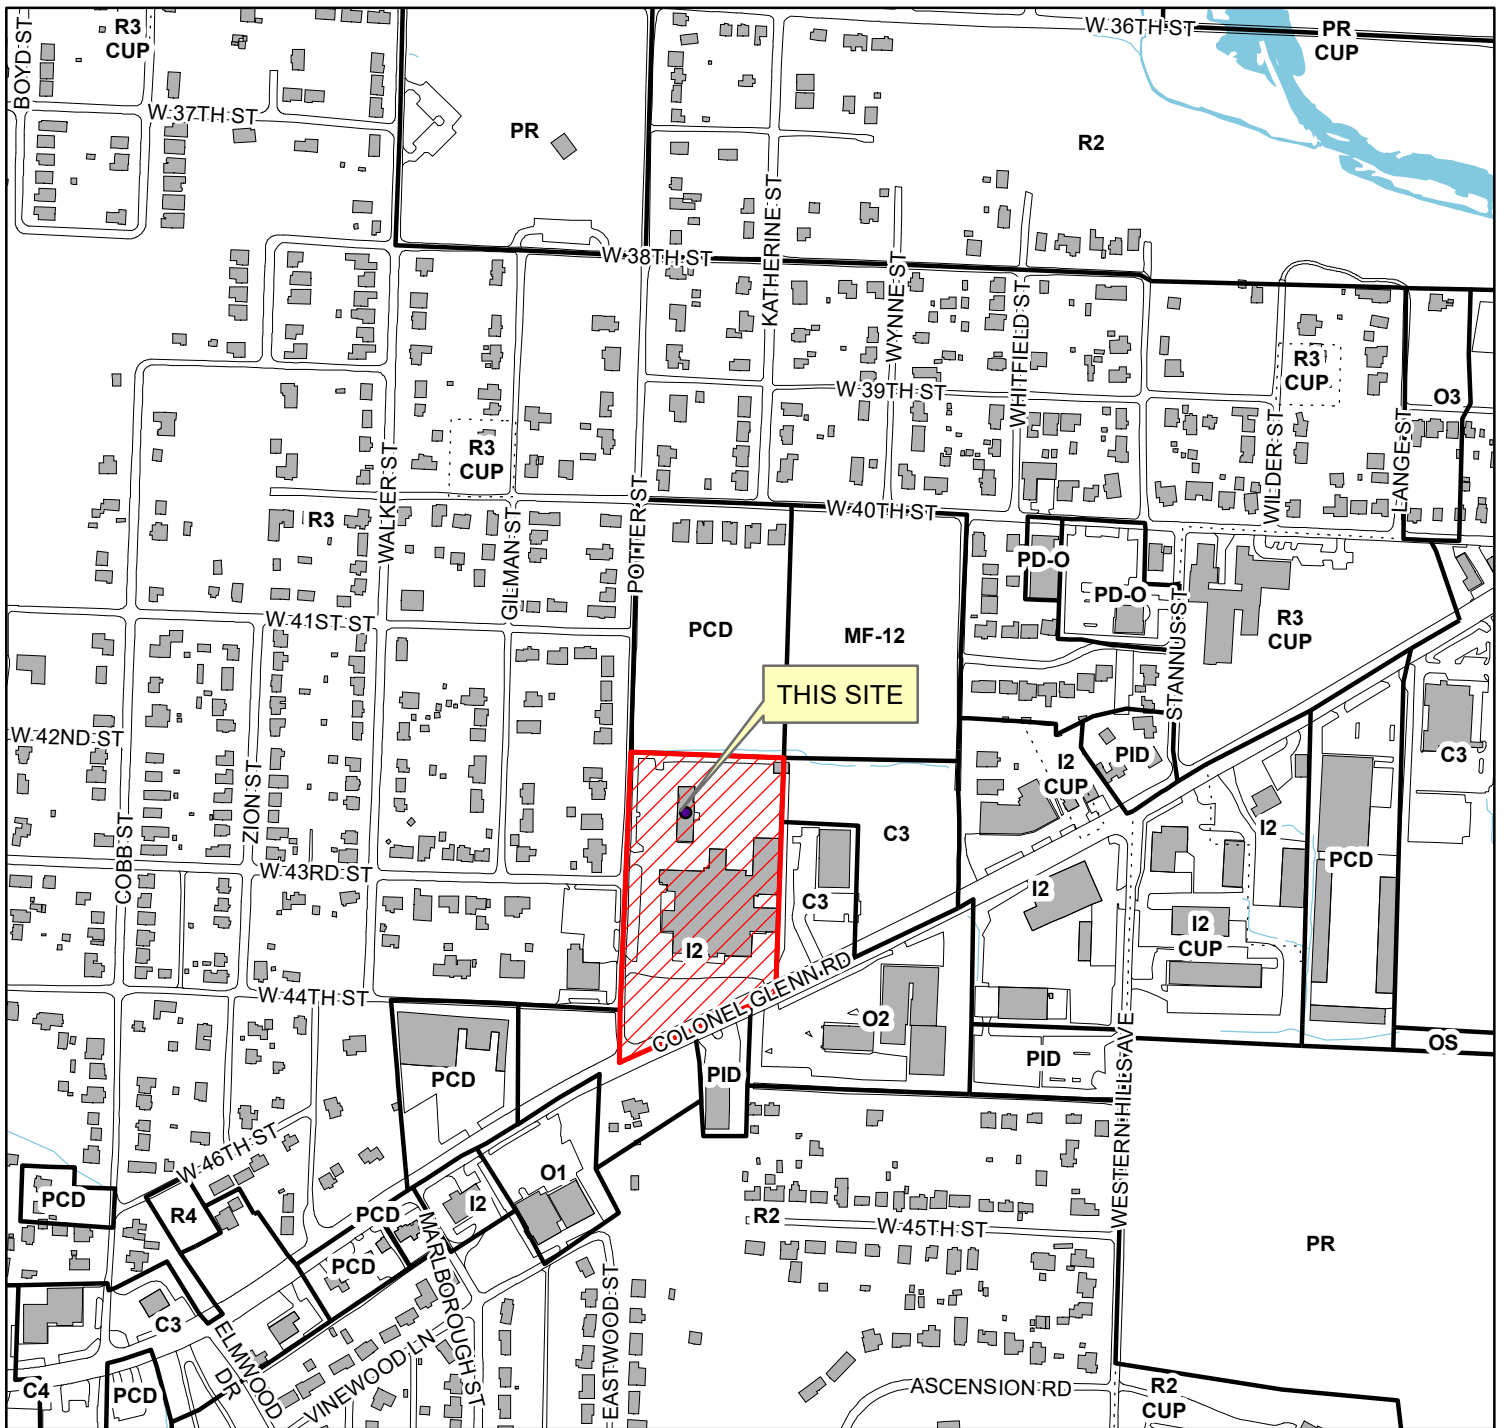 BOYD ST
R3
CUP
W 36TH ST
PR
CUP
W 37TH ST
PR
R2
W 38TH ST
KATHERINE ST
WYNNE ST
WHITFIELD ST
R3
CUP
O3
W 39TH ST
WILDER ST
LANGE ST
R3
CUP
WALKER ST
R3
GILMAN ST
POTTER ST
W 40TH ST
PD-O
PD-O
STANNUS ST
R3
CUP
W 41ST ST
PCD
MF-12
THIS SITE
W 42ND ST
ZION ST
COBB ST
I2
CUP
PID
C3
I2
PCD
C3
W 43RD ST
C3
I2
I2
CUP
I2
W 44TH ST
COLONEL GLENN RD
O2
WESTERN HILLS AVE
OS
PCD
PID
PID
W 46TH ST
PCD
R4
PCD
I2
O1
R2
W 45TH ST
PR
PCD
MARLBOROUGH ST
EASTWOOD ST
C3
ELMWOOD
DR
VINEWOOD LN
C4
PCD
ASCENSION RD
R2
CUP